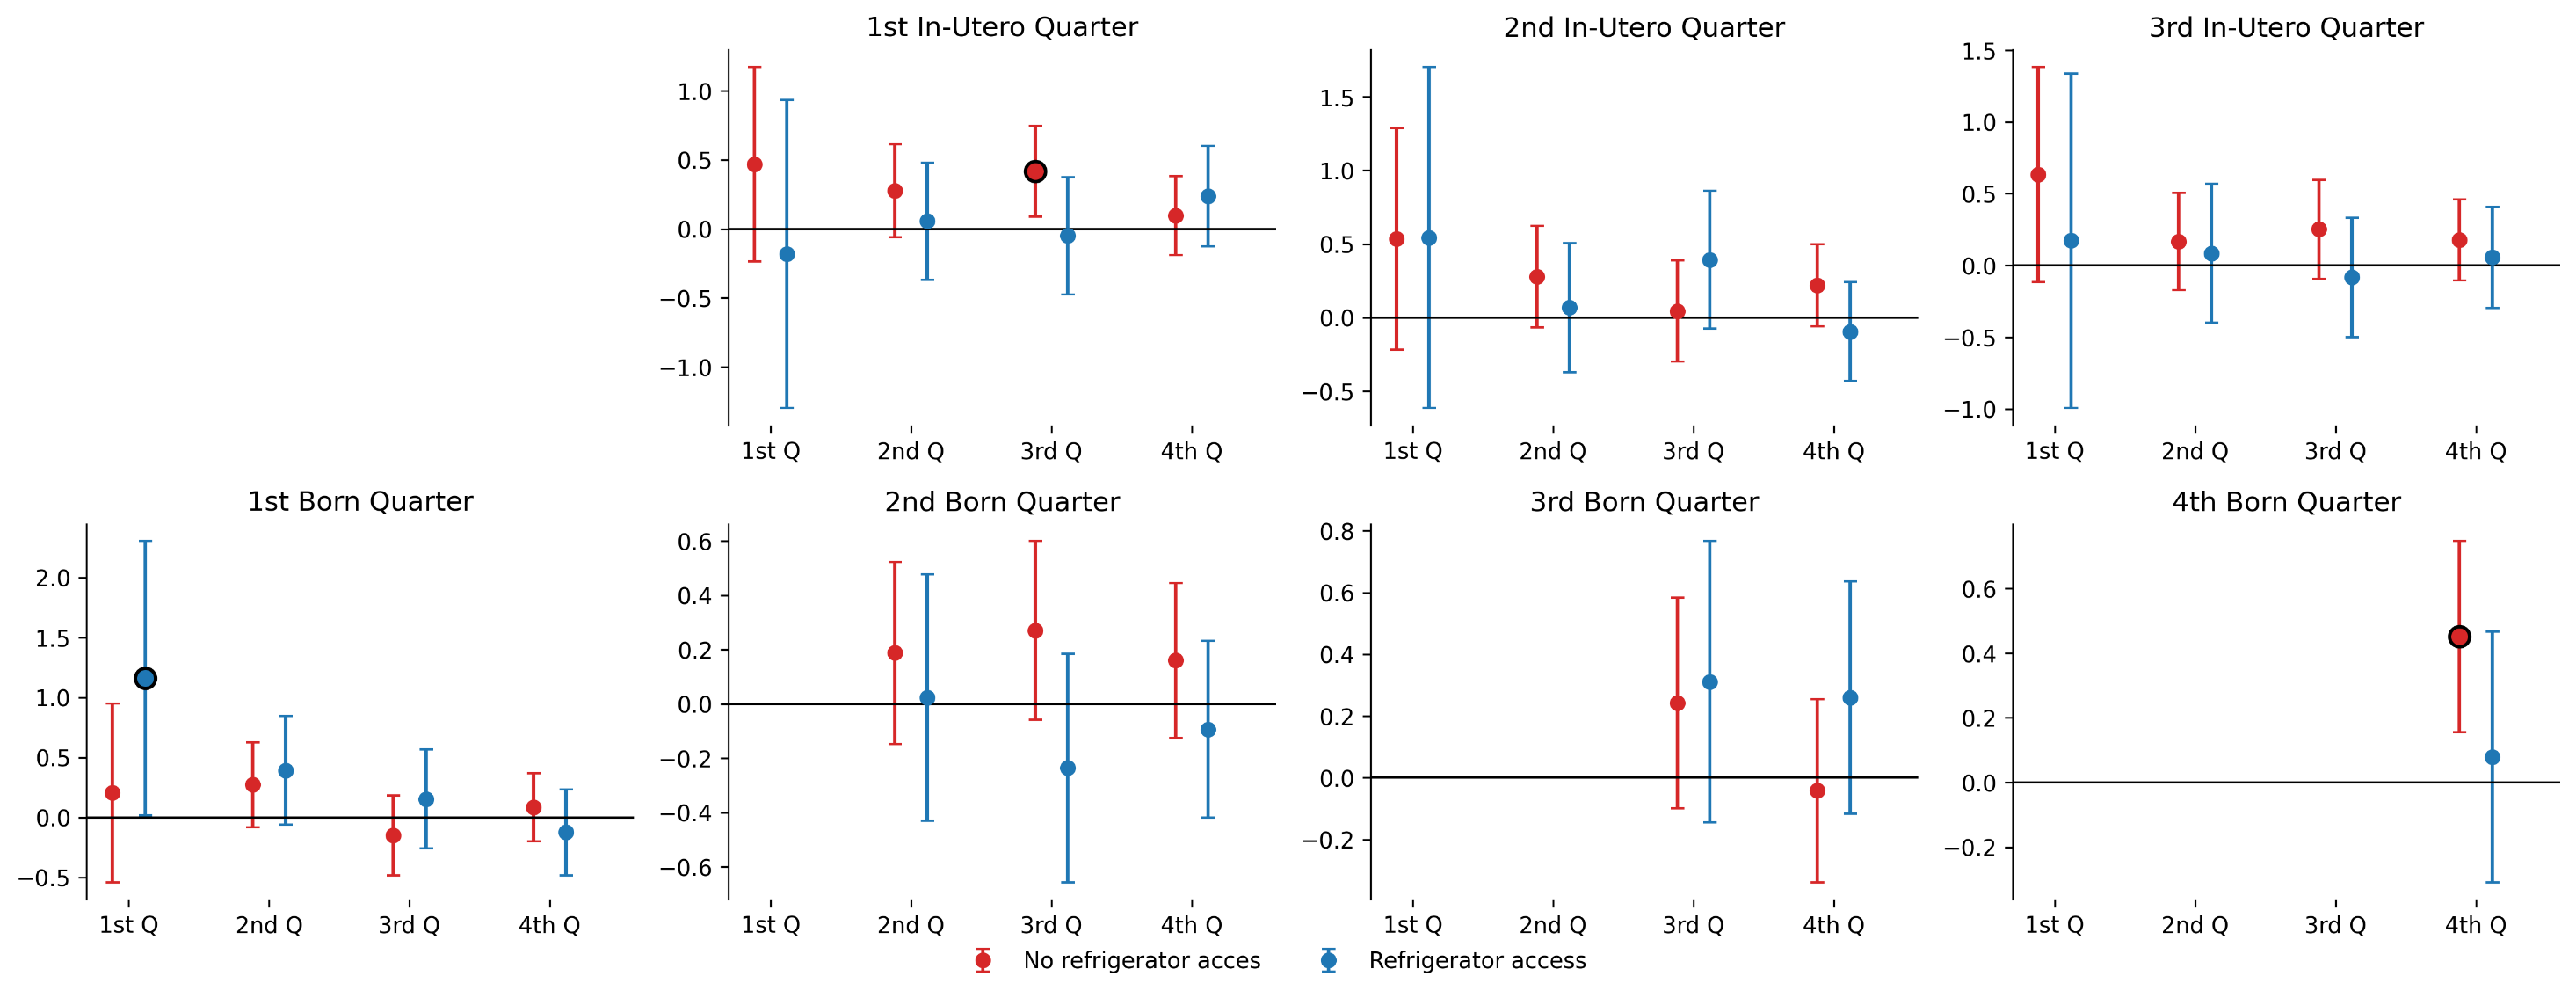 1st In-Utero Quarter
1.0
0.5
0.0
−0.5
−1.0
1st Q 2nd Q 3rd Q 4th Q
2nd In-Utero Quarter
1.5
1.0
0.5
0.0
−0.5
1st Q 2nd Q 3rd Q 4th Q
3rd In-Utero Quarter
1.5
1.0
0.5
0.0
−0.5
−1.0
1st Q 2nd Q 3rd Q 4th Q
1st Born Quarter
2.0
1.5
1.0
0.5
0.0
−0.5
1st Q 2nd Q 3rd Q 4th Q
2nd Born Quarter
0.6
0.4
0.2
0.0
−0.2
−0.4
−0.6
1st Q 2nd Q 3rd Q 4th Q
3rd Born Quarter
0.8
0.6
0.4
0.2
0.0
−0.2
1st Q 2nd Q 3rd Q 4th Q
4th Born Quarter
0.6
0.4
0.2
0.0
−0.2
1st Q 2nd Q 3rd Q 4th Q
No refrigerator acces Refrigerator access